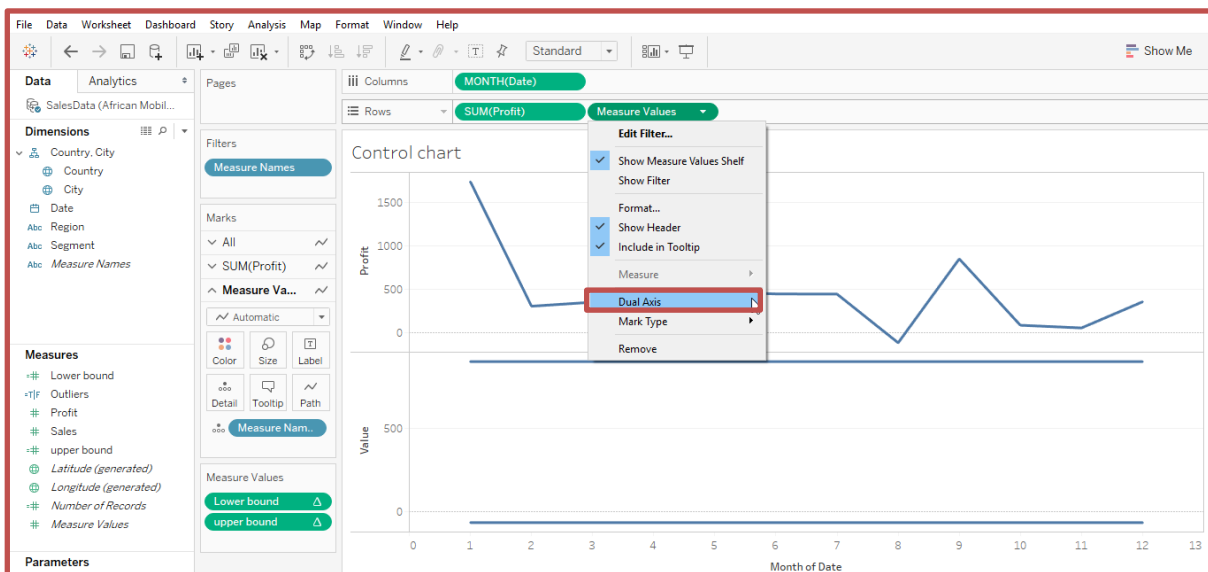 File Data Worksheet Dashboard Story Analysis Map Format Window Help
Standard
Show Me
Data Analytics
SalesData (African Mobil...
Dimensions
Country, City
Country
City
Date
Abc Region
Abc Segment
Abc Measure Names
Measures
=# Lower bound
=T|F Outliers
# Profit
# Sales
=# upper bound
Latitude (generated)
Longitude (generated)
=# Number of Records
# Measure Values
Parameters
Pages
Filters
Measure Names
Marks
All
SUM(Profit)
Measure Va...
Automatic
Color Size Label
Detail Tooltip Path
Measure Nam..
Measure Values
Lower bound Δ
upper bound Δ
iii Columns MONTH(Date)
Rows SUM(Profit) Measure Values
Control chart
Edit Filter...
Show Measure Values Shelf
Show Filter
Format...
Show Header
Include in Tooltip
Measure
Dual Axis
Mark Type
Remove
Profit
1500
1000
500
0
Value
500
0
0 1 2 3 4 5 6 7 8 9 10 11 12 13
Month of Date